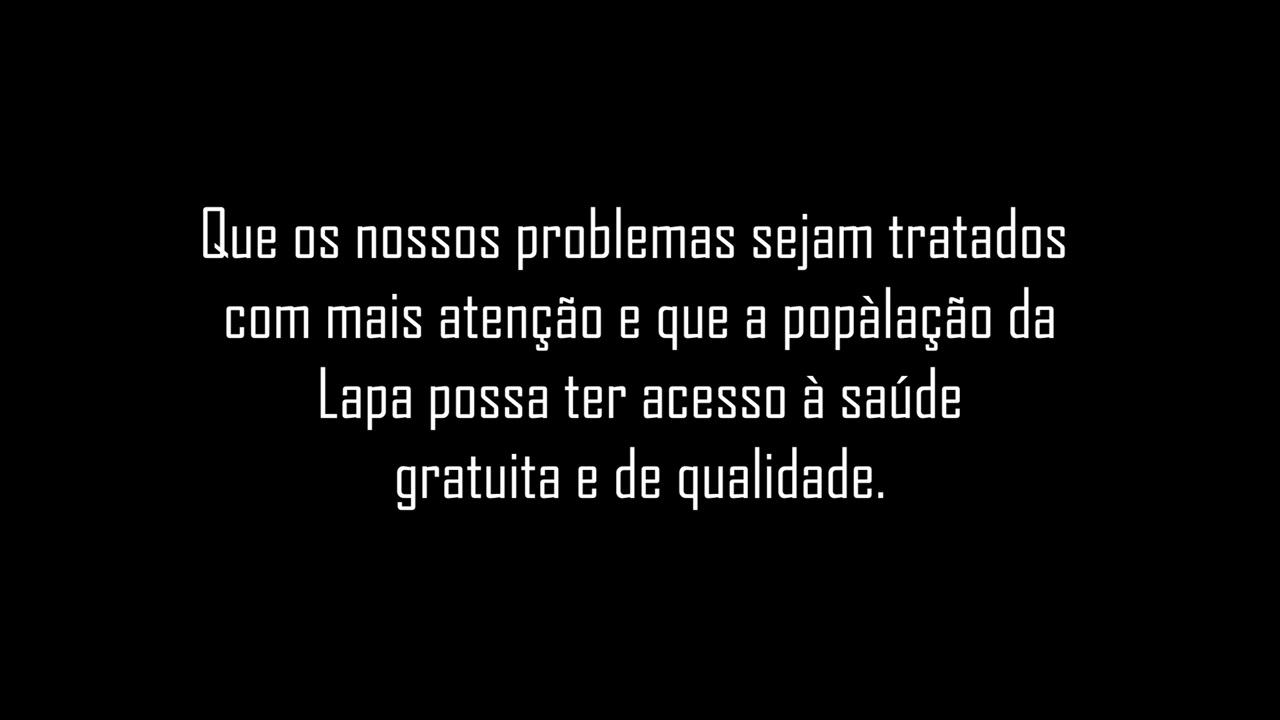 Que os nossos problemas sejam tratados
com mais atenção e que a popàlação da
Lapa possa ter acesso à saúde
gratuita e de qualidade.